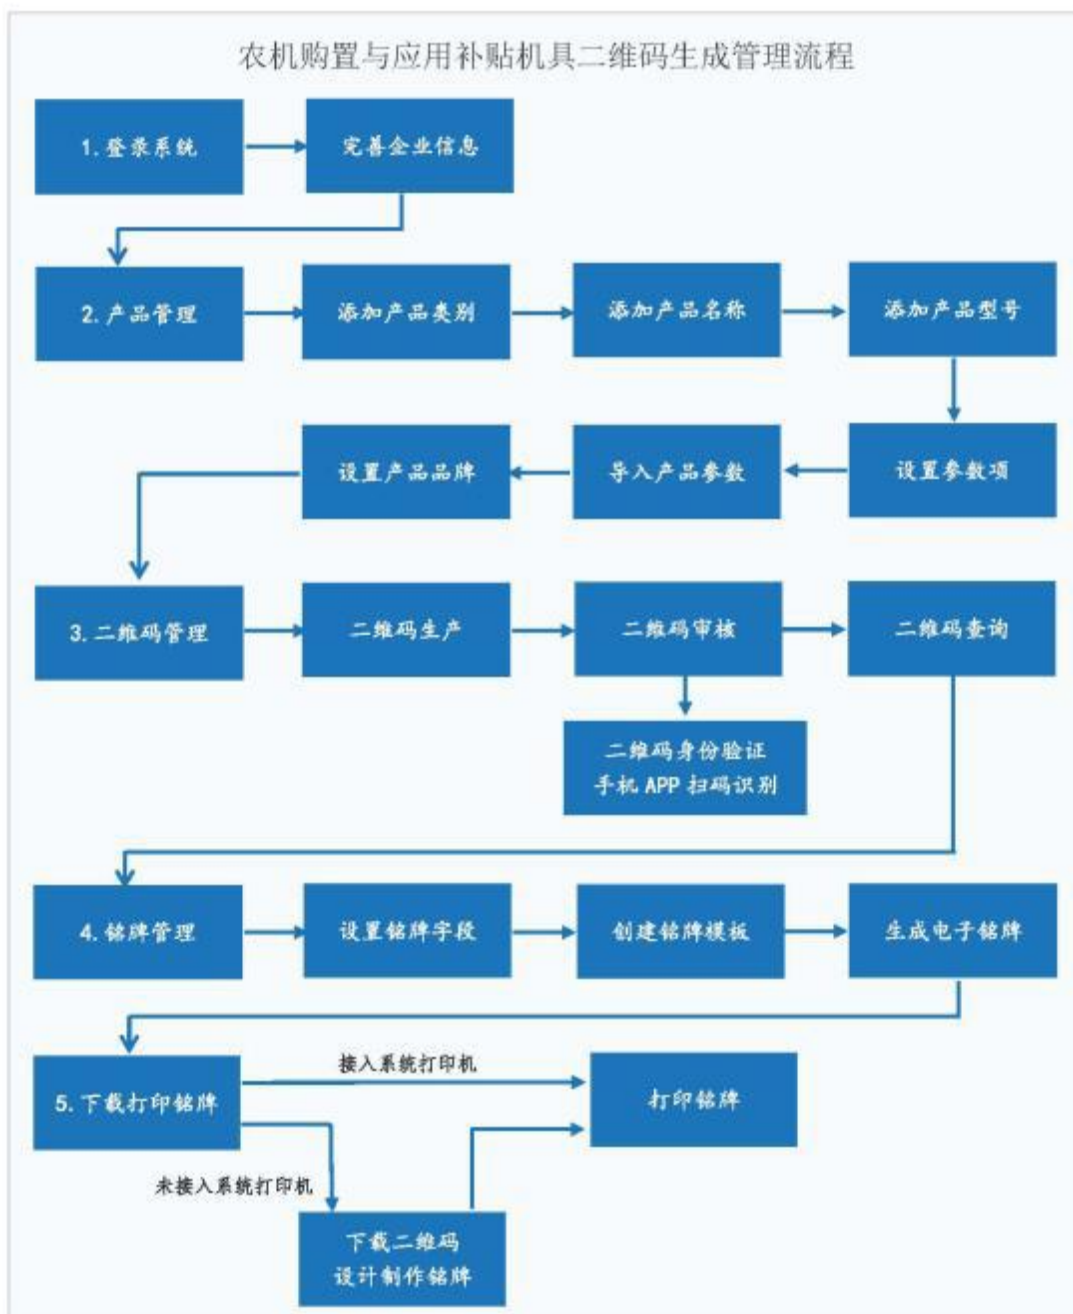 农机购置与应用补贴机具二维码生成管理流程
1.登录系统
完善企业信息
2.产品管理
添加产品类别
添加产品名称
添加产品型号
设置产品品牌
导入产品参数
设置参数项
3.二维码管理
二维码生产
二维码审核
二维码查询
二维码身份验证
手机 APP 扫码识别
4.铭牌管理
设置铭牌字段
创建铭牌模板
生成电子铭牌
5.下载打印铭牌
接入系统打印机
打印铭牌
未接入系统打印机
下载二维码
设计制作铭牌